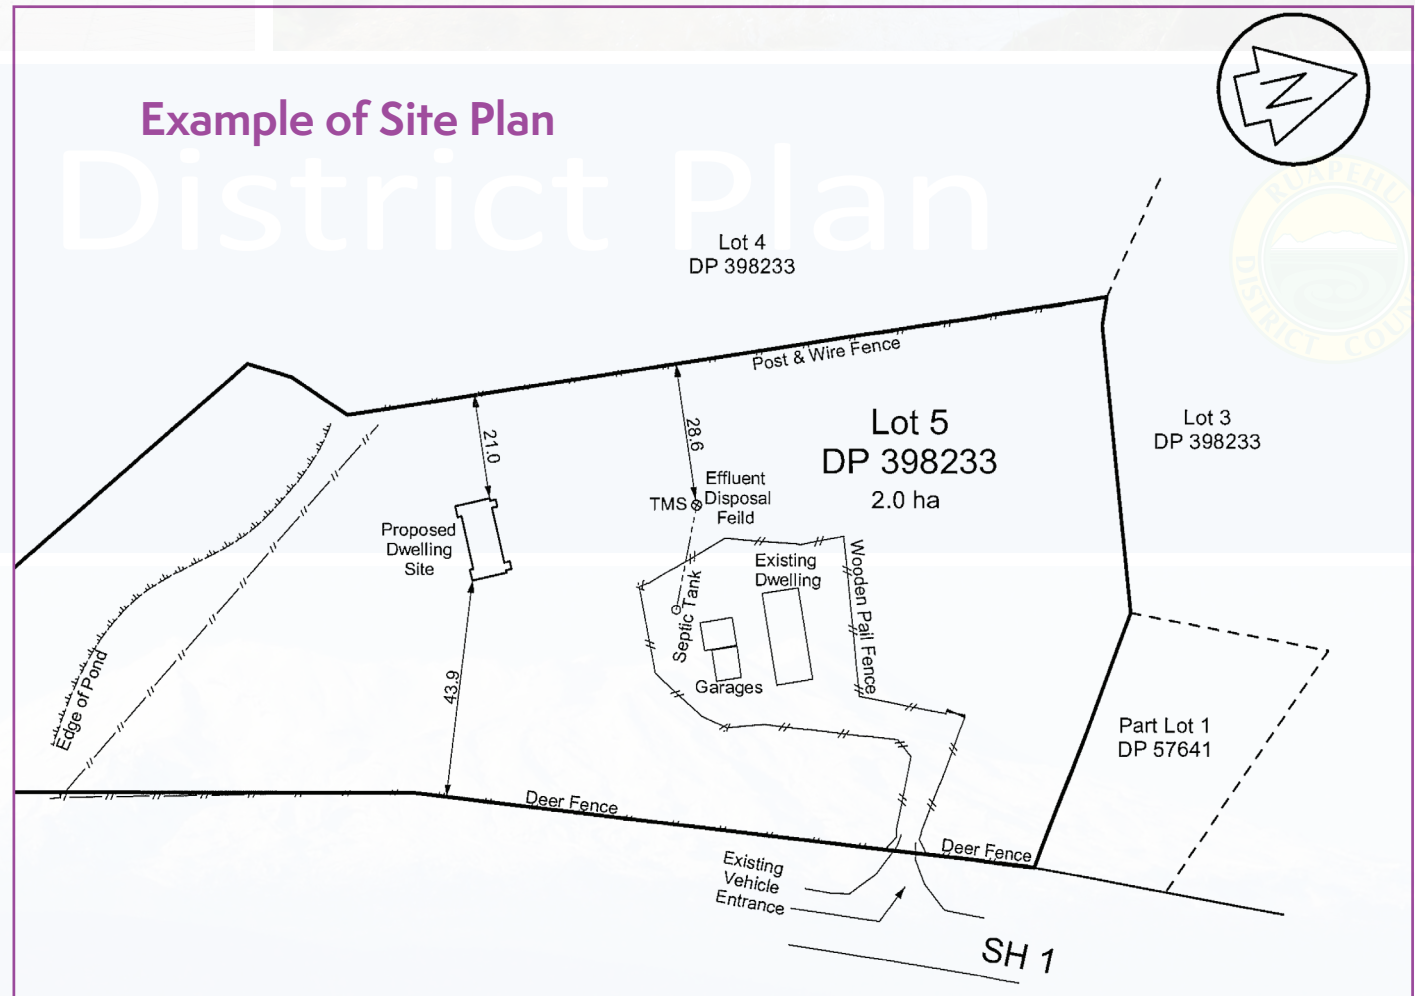 Example of Site Plan
District Plan
N
RUAPEHU
DISTRICT COUN
Lot 4
DP 398233
Post & Wire Fence
Lot 5
DP 398233
2.0 ha
Lot 3
DP 398233
21.0
28.6
TMS
Effluent
Disposal
Feild
Proposed
Dwelling
Site
Existing
Dwelling
Wooden Pail Fence
Septic Tank
Garages
43.9
Edge of Pond
Part Lot 1
DP 57641
Deer Fence
Deer Fence
Existing
Vehicle
Entrance
SH 1